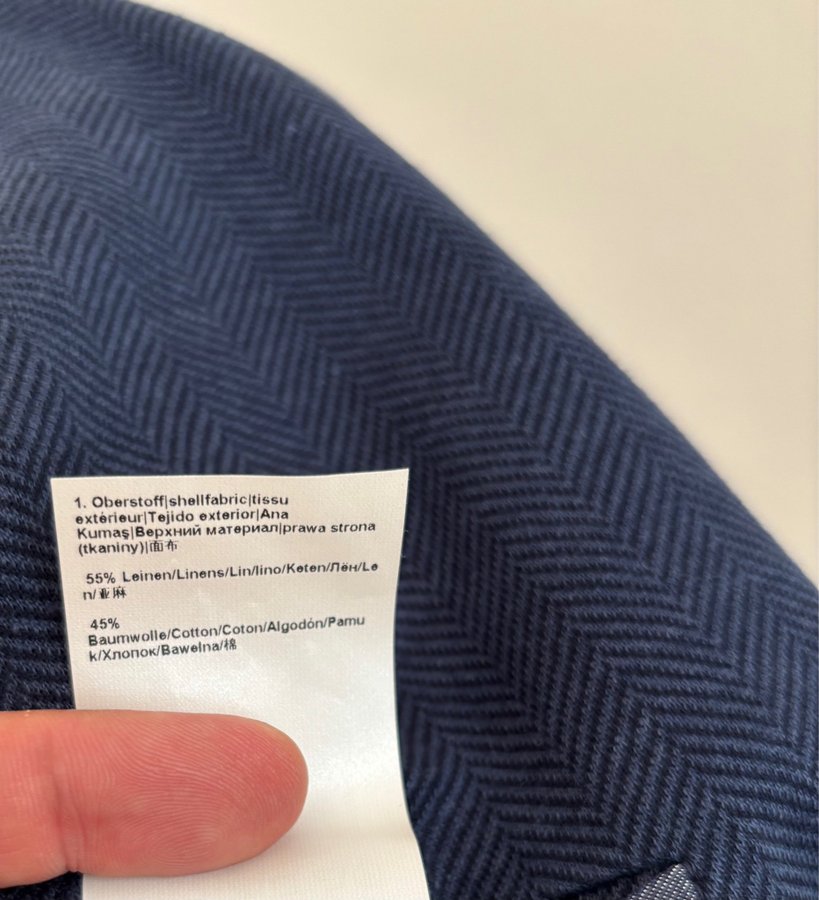 1. Oberstoff|shellfabric|tissu
extérieur|Tejido exterior|Ana
Kumaş|Верхний материал|prawa strona
(tkaniny)|面布
55% Leinen/Linens/Lin/lino/Keten/Лён/Le
n/亚麻
45%
Baumwolle/Cotton/Coton/Algodón/Pamu
k/Хлопок/Bawełna/棉